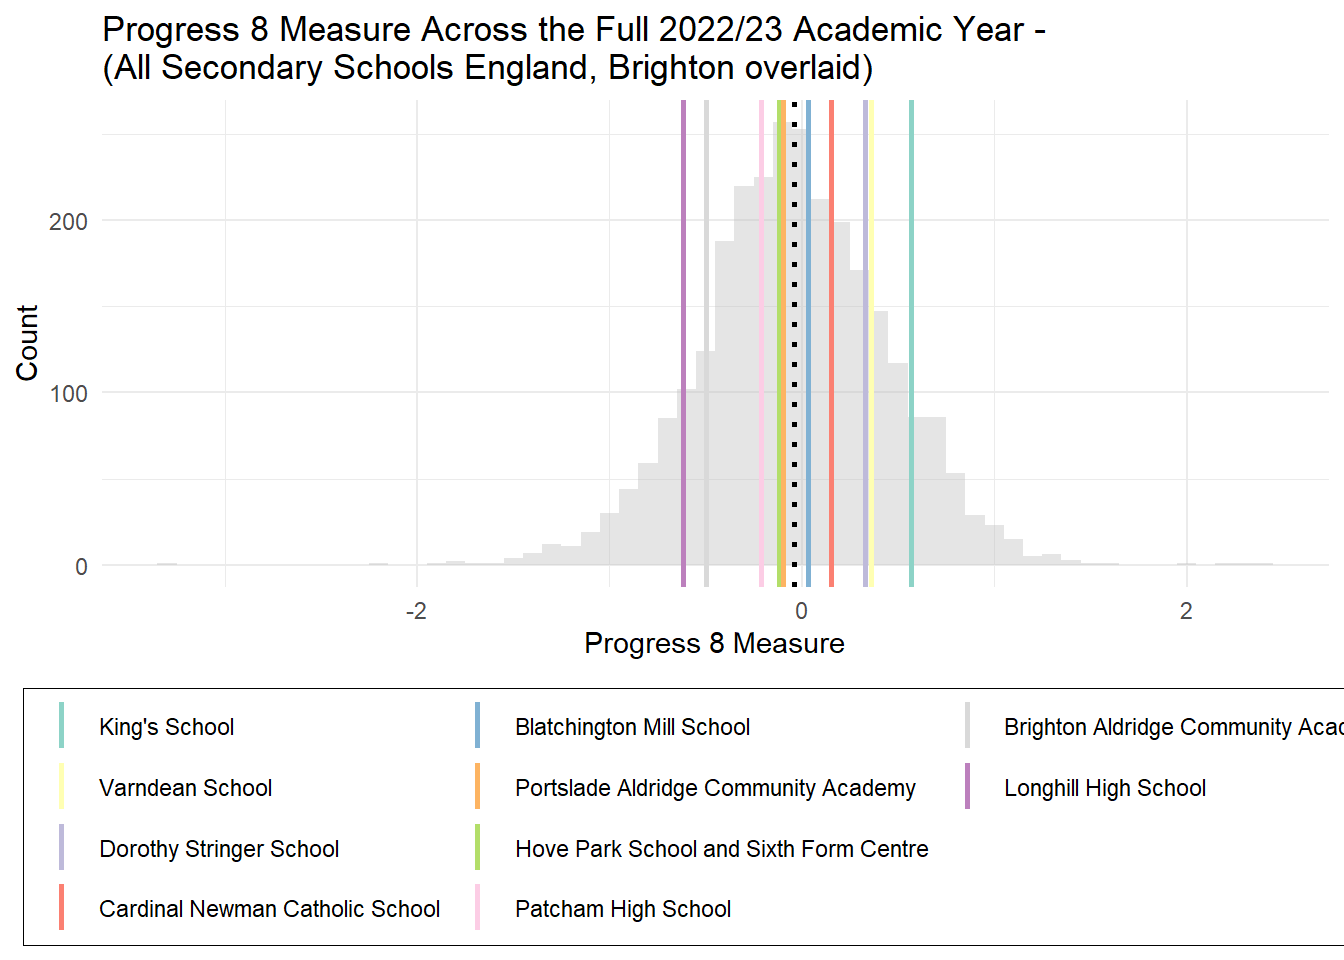 Progress 8 Measure Across the Full 2022/23 Academic Year -
(All Secondary Schools England, Brighton overlaid)
Count
200
100
0
-2
0
2
Progress 8 Measure
King's School
Varndean School
Dorothy Stringer School
Cardinal Newman Catholic School
Blatchington Mill School
Portslade Aldridge Community Academy
Hove Park School and Sixth Form Centre
Patcham High School
Brighton Aldridge Community
Longhill High School